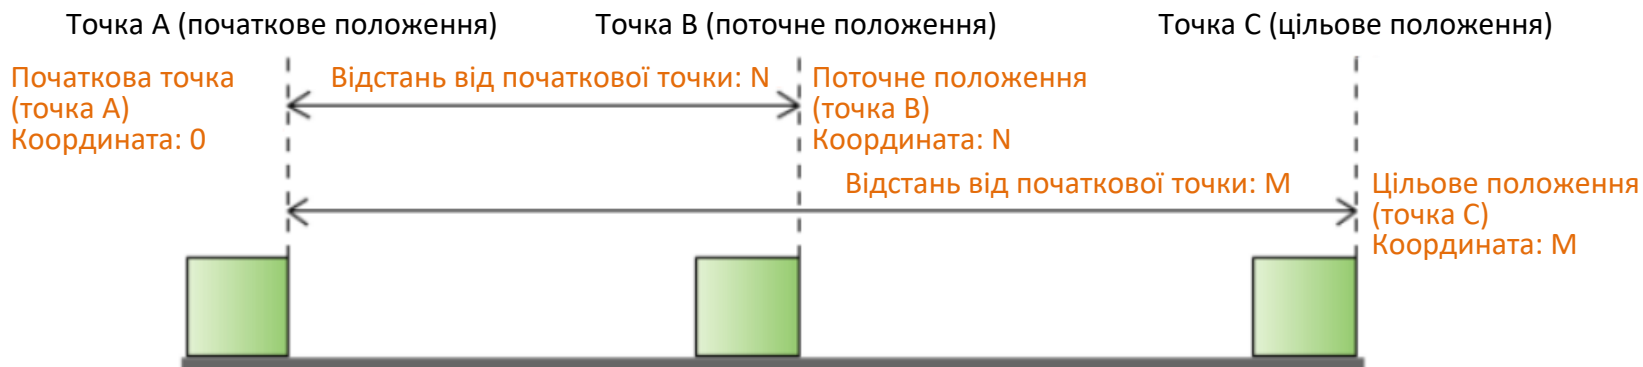 Точка А (початкове положення)
Точка В (поточне положення)
Точка С (цільове положення)
Початкова точка
(точка А)
Координата: 0
Відстань від початкової точки: N
Поточне положення
(точка В)
Координата: N
Відстань від початкової точки: M
Цільове положення
(точка С)
Координата: M